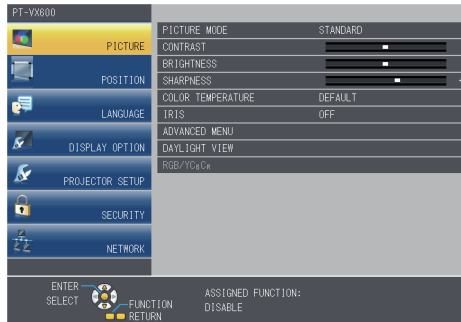 PT-VX600
PICTURE
POSITION
LANGUAGE
DISPLAY OPTION
PROJECTOR SETUP
SECURITY
NETWORK
PICTURE MODE STANDARD
CONTRAST
BRIGHTNESS
SHARPNESS
COLOR TEMPERATURE DEFAULT
IRIS OFF
ADVANCED MENU
DAYLIGHT VIEW
RGB/YCBCR
ENTER
SELECT
FUNCTION
RETURN
ASSIGNED FUNCTION:
DISABLE